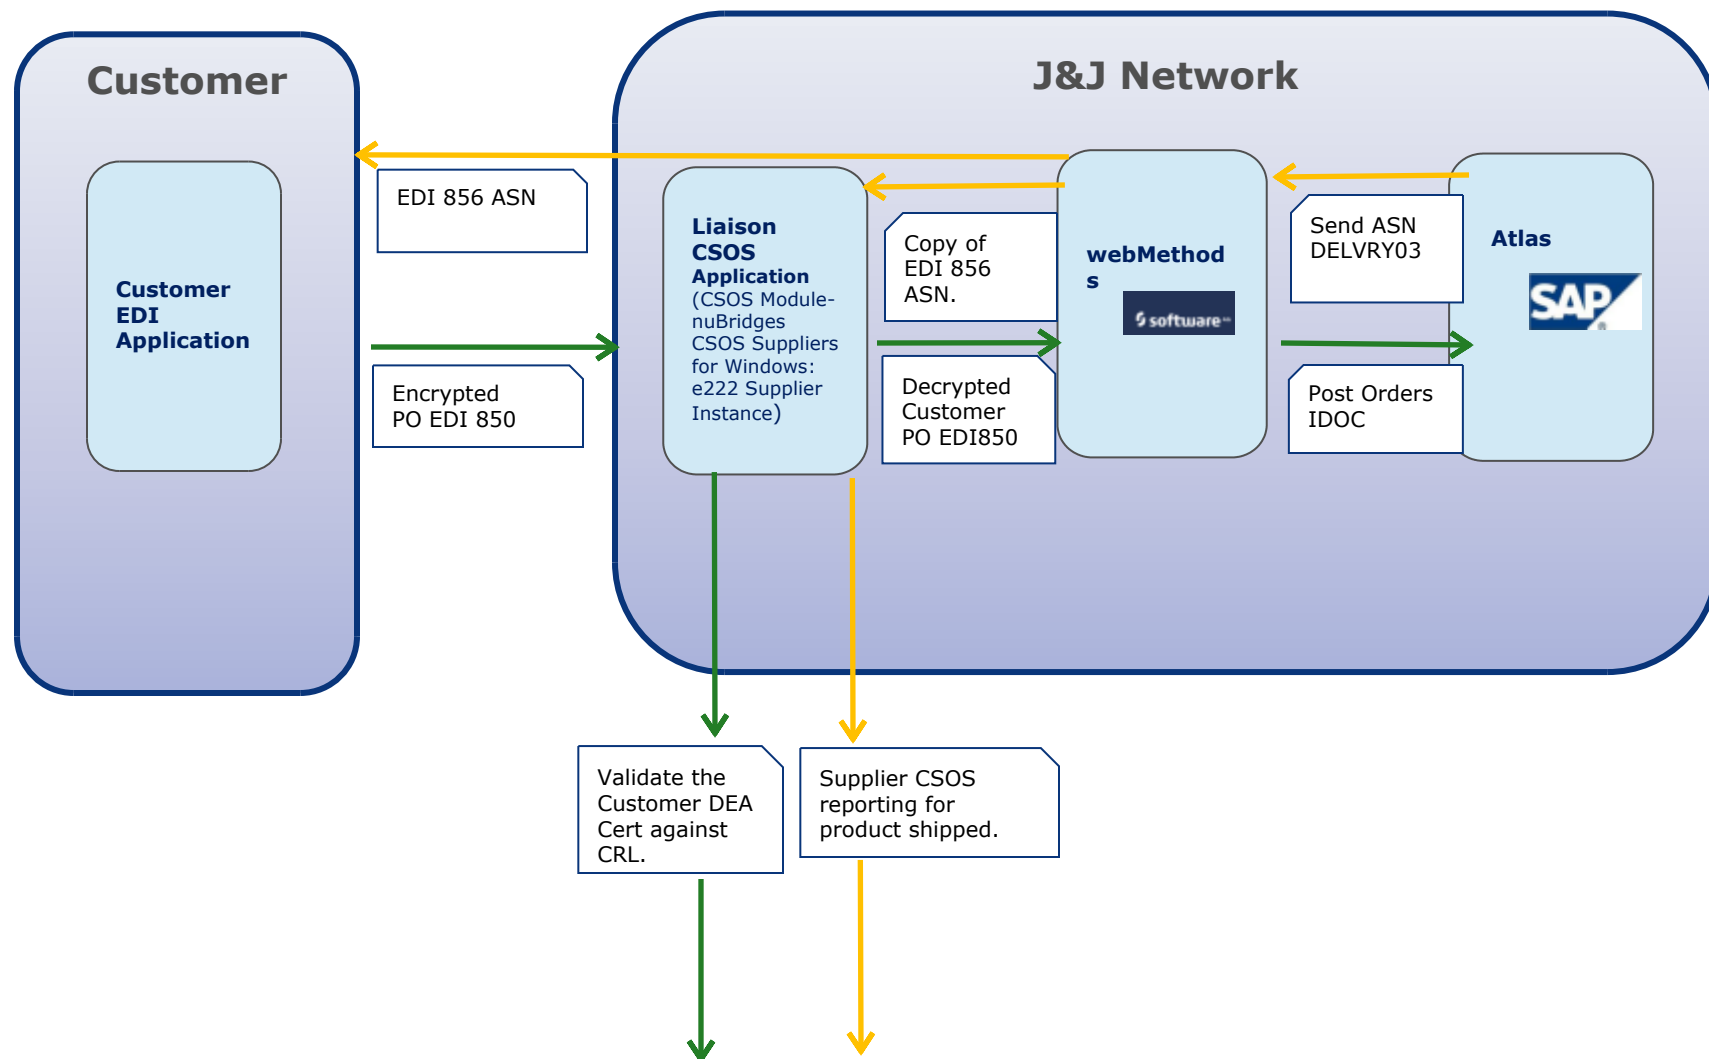 Customer
J&J Network
EDI 856 ASN
Customer
EDI
Application
Encrypted
PO EDI 850
Liaison
CSOS
Application
(CSOS Module-
nuBridges
CSOS Suppliers
for Windows:
e222 Supplier
Instance)
Copy of
EDI 856
ASN.
Decrypted
Customer
PO EDI850
webMethod
s
software
Send ASN
DELVRY03
Post Orders
IDOC
Atlas
SAP
Validate the
Customer DEA
Cert against
CRL.
Supplier CSOS
reporting for
product shipped.